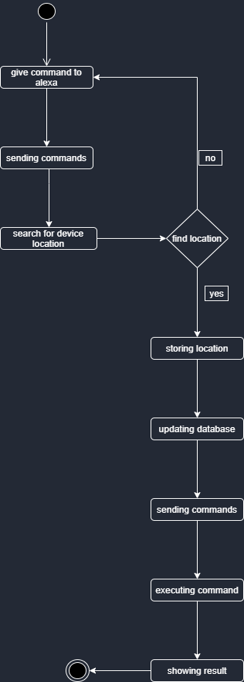 give command to
alexa
sending commands
no
search for device
location
find location
yes
storing location
updating database
sending commands
executing command
showing result